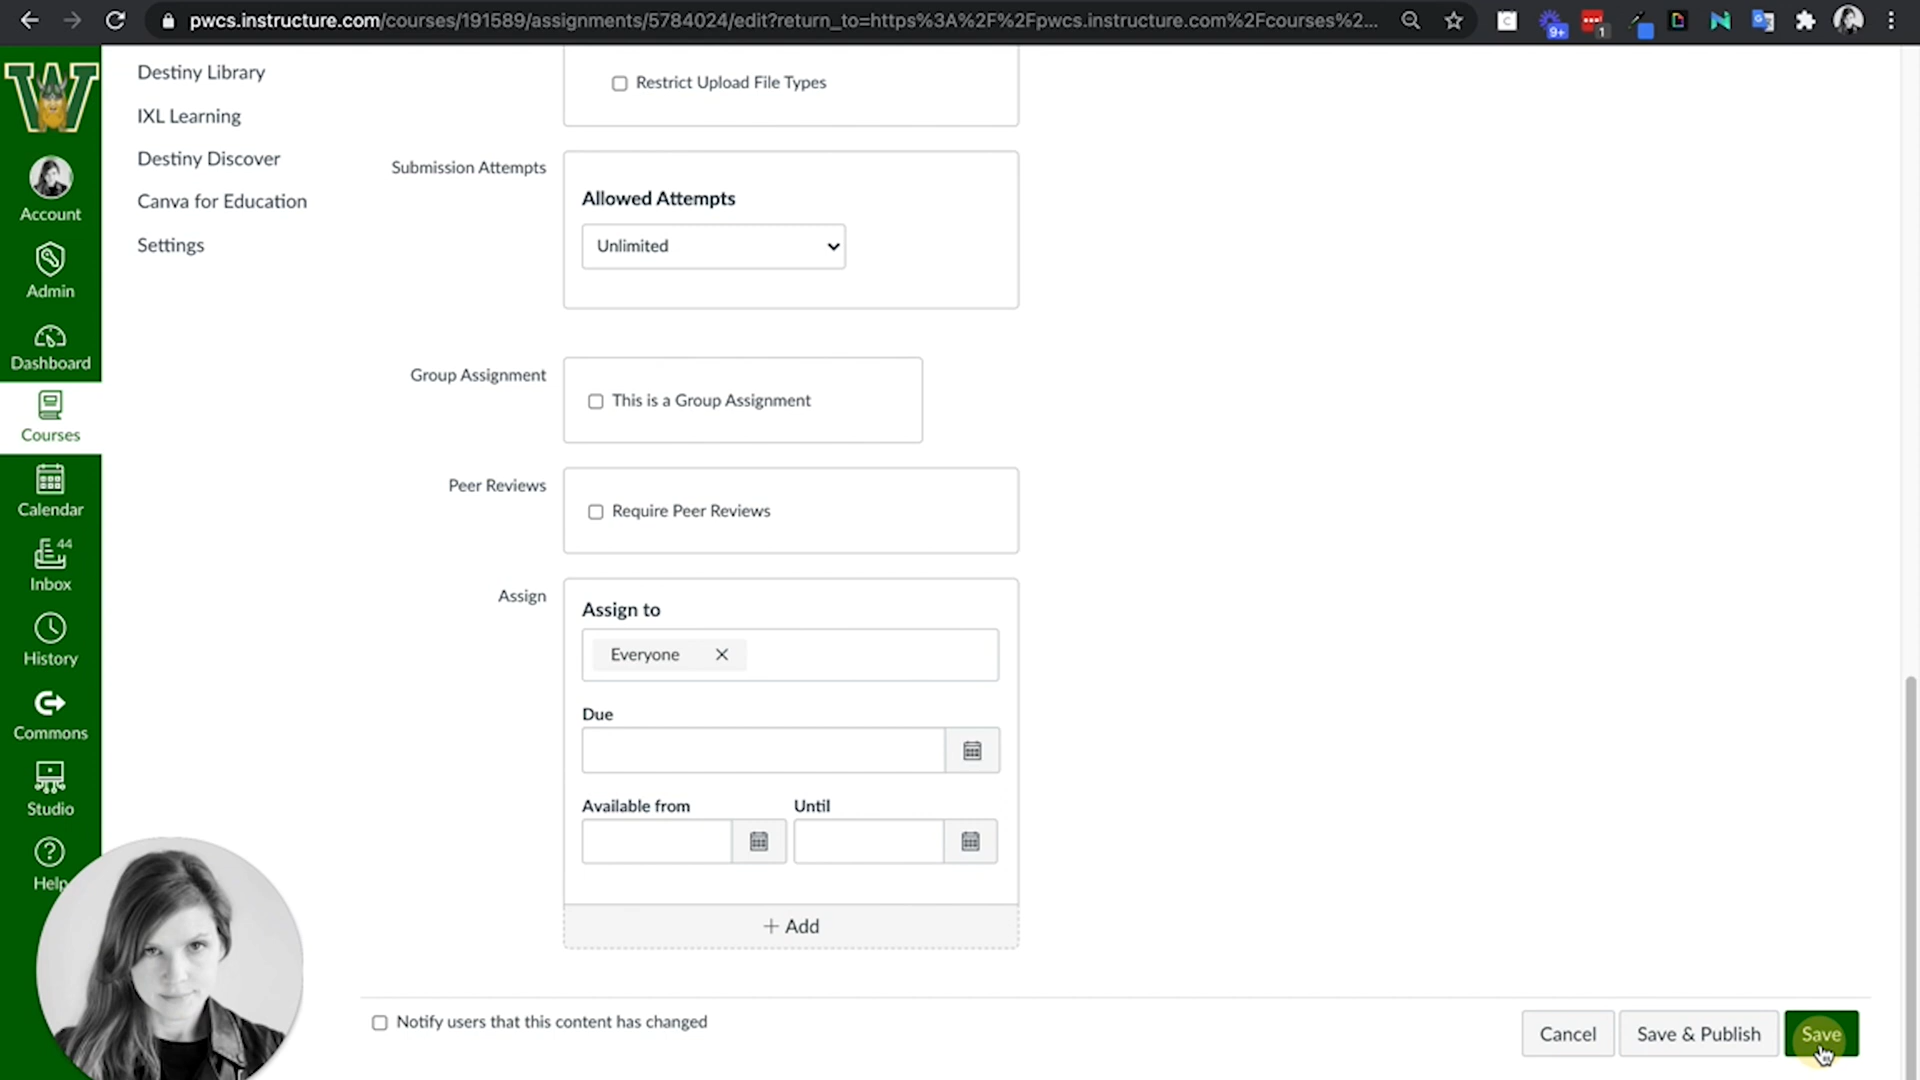 pwcs.instructure.com/courses/191589/assignments/5784024/edit?return_to=https%3A%2F%2Fpwcs.instructure.com%2Fcourses%2...
9+
1
W
Account
Admin
Dashboard
Courses
Calendar
44
Inbox
History
Commons
Studio
Help
Destiny Library
IXL Learning
Destiny Discover
Canva for Education
Settings
Restrict Upload File Types
Submission Attempts
Allowed Attempts
Unlimited
Group Assignment
This is a Group Assignment
Peer Reviews
Require Peer Reviews
Assign
Assign to
Everyone
Due
Available from
Until
+ Add
Notify users that this content has changed
Cancel
Save & Publish
Save